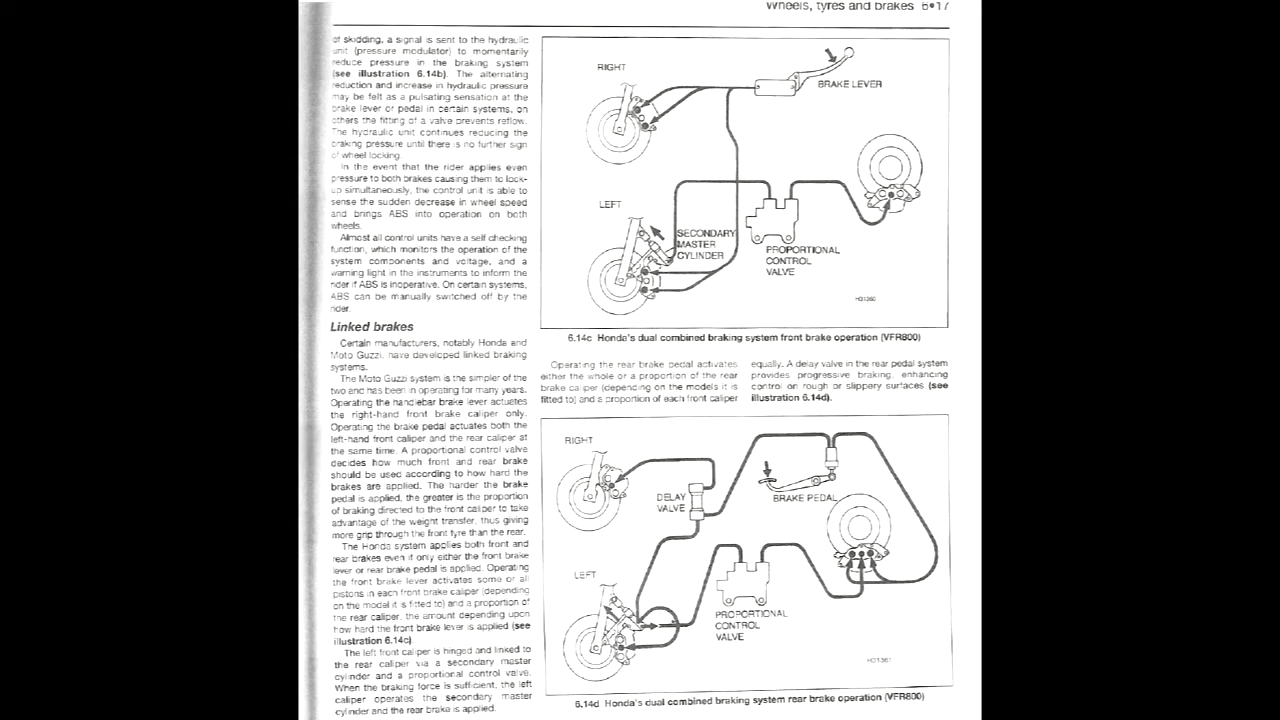 Wheels, tyres and brakes 6•17
of skidding, a signal is sent to the hydraulic
unit (pressure modulator) to momentarily
reduce pressure in the braking system
(see illustration 6.14b). The alternating
reduction and increase in hydraulic pressure
may be felt as a pulsating sensation at the
brake lever or pedal in certain systems, on
others the fitting of a valve prevents reflow.
The hydraulic unit continues reducing the
braking pressure until there is no further sign
of wheel locking.
In the event that the rider applies even
pressure to both brakes causing them to lock-
up simultaneously, the control unit is able to
sense the sudden decrease in wheel speed
and brings ABS into operation on both
wheels.
Almost all control units have a self checking
function, which monitors the operation of the
system components and voltage, and a
warning light in the instruments to inform the
rider if ABS is inoperative. On certain systems,
ABS can be manually switched off by the
rider.
Linked brakes
Certain manufacturers, notably Honda and
Moto Guzzi, have developed linked braking
systems.
The Moto Guzzi system is the simpler of the
two and has been in operating for many years.
Operating the handlebar brake lever actuates
the right-hand front brake caliper only.
Operating the brake pedal actuates both the
left-hand front caliper and the rear caliper at
the same time. A proportional control valve
decides how much front and rear brake
should be used according to how hard the
brakes are applied. The harder the brake
pedal is applied, the greater is the proportion
of braking directed to the front caliper to take
advantage of the weight transfer, thus giving
more grip through the front tyre than the rear.
The Honda system applies both front and
rear brakes even if only either the front brake
lever or rear brake pedal is applied. Operating
the front brake lever activates some or all
pistons in each front brake caliper (depending
on the model it is fitted to) and a proportion of
the rear caliper, the amount depending upon
how hard the front brake lever is applied (see
illustration 6.14c).
The left front caliper is hinged and linked to
the rear caliper via a secondary master
cylinder and a proportional control valve.
When the braking force is sufficient, the left
caliper operates the secondary master
cylinder and the rear brake is applied.
RIGHT
BRAKE LEVER
LEFT
SECONDARY
MASTER
CYLINDER
PROPORTIONAL
CONTROL
VALVE
H31360
6.14c Honda's dual combined braking system front brake operation (VFR800)
Operating the rear brake pedal activates
either the whole or a proportion of the rear
brake caliper (depending on the models it is
fitted to) and a proportion of each front caliper
equally. A delay valve in the rear pedal system
provides progressive braking, enhancing
control on rough or slippery surfaces (see
illustration 6.14d).
RIGHT
DELAY
VALVE
BRAKE PEDAL
LEFT
PROPORTIONAL
CONTROL
VALVE
H31361
6.14d Honda's dual combined braking system rear brake operation (VFR800)